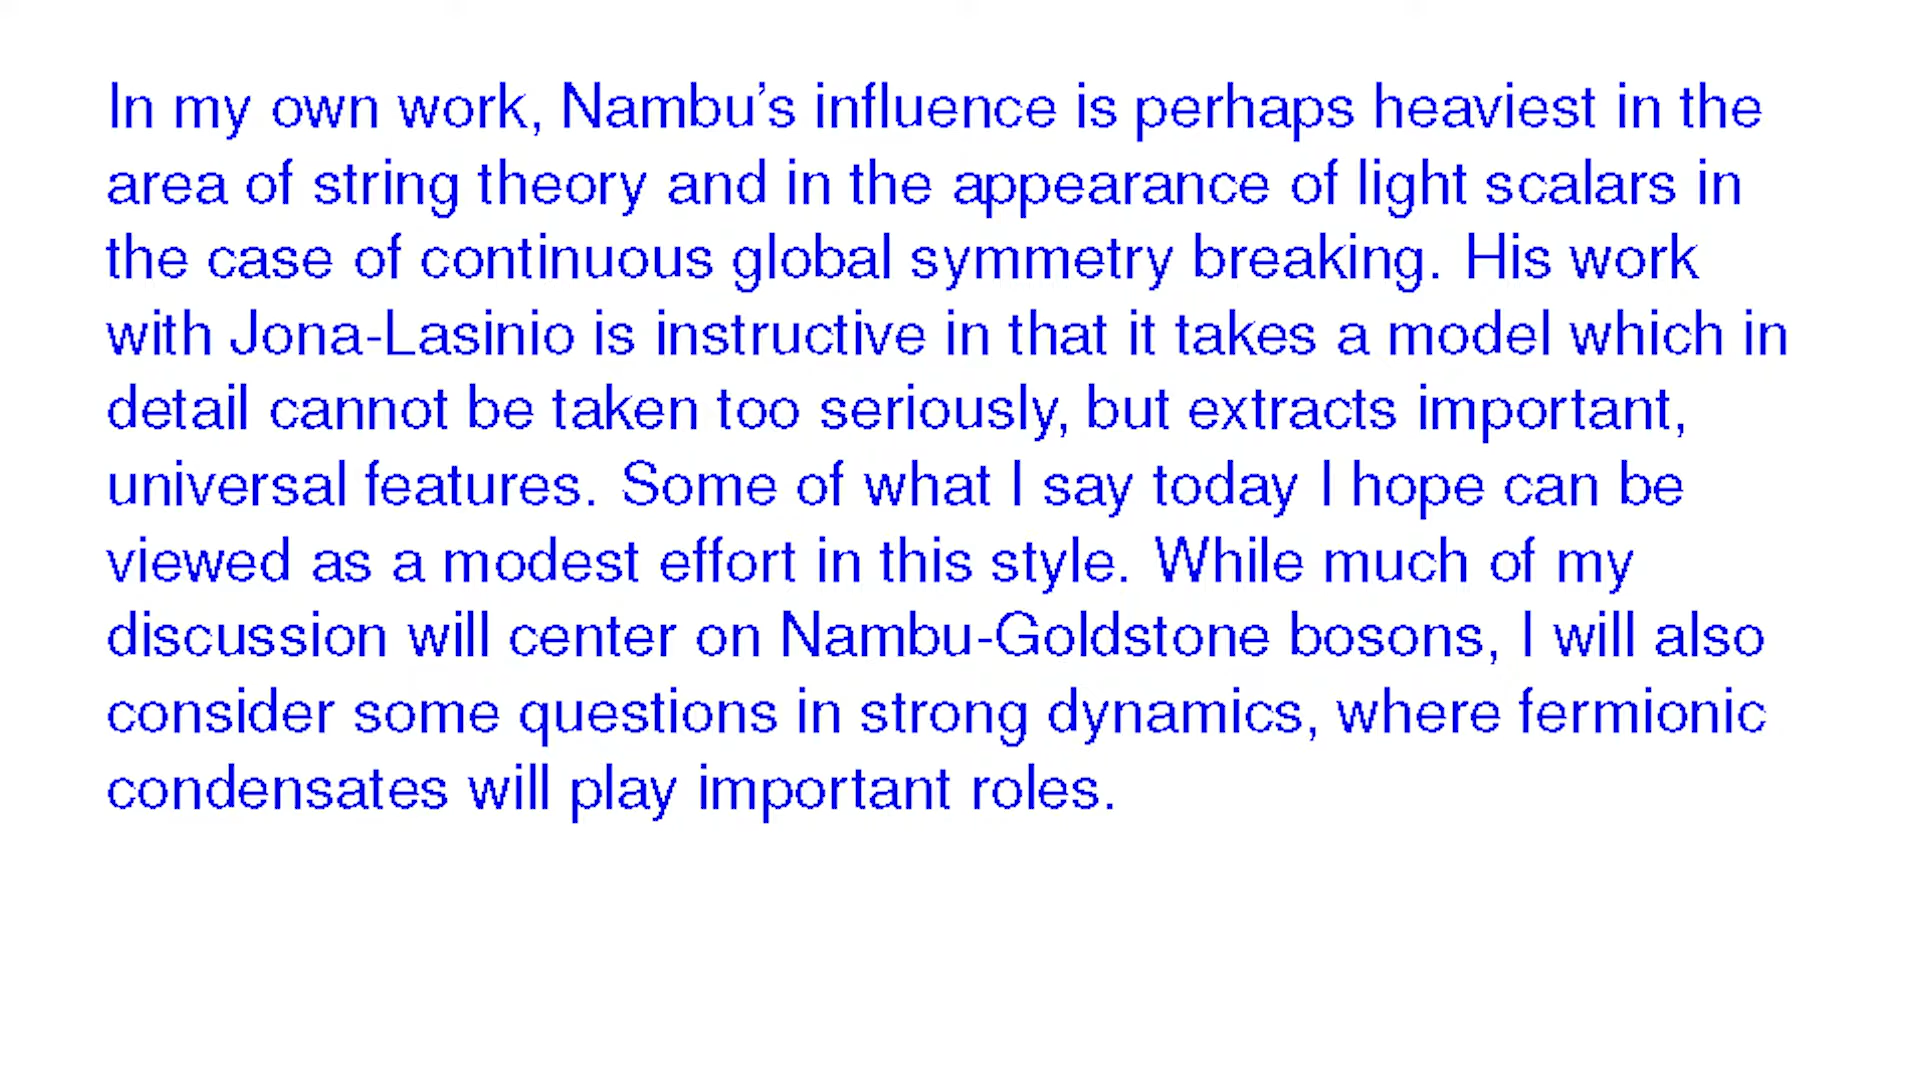 In my own work, Nambu’s influence is perhaps heaviest in the
area of string theory and in the appearance of light scalars in
the case of continuous global symmetry breaking. His work
with Jona-Lasinio is instructive in that it takes a model which in
detail cannot be taken too seriously, but extracts important,
universal features. Some of what I say today I hope can be
viewed as a modest effort in this style. While much of my
discussion will center on Nambu-Goldstone bosons, I will also
consider some questions in strong dynamics, where fermionic
condensates will play important roles.